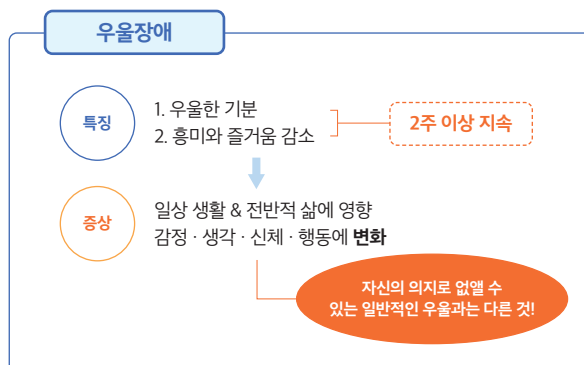 우울장애
특징
1. 우울한 기분
2. 흥미와 즐거움 감소
2주 이상 지속
증상
일상 생활 & 전반적 삶에 영향
감정 · 생각 · 신체 · 행동에 변화
자신의 의지로 없앨 수
있는 일반적인 우울과는 다른 것!